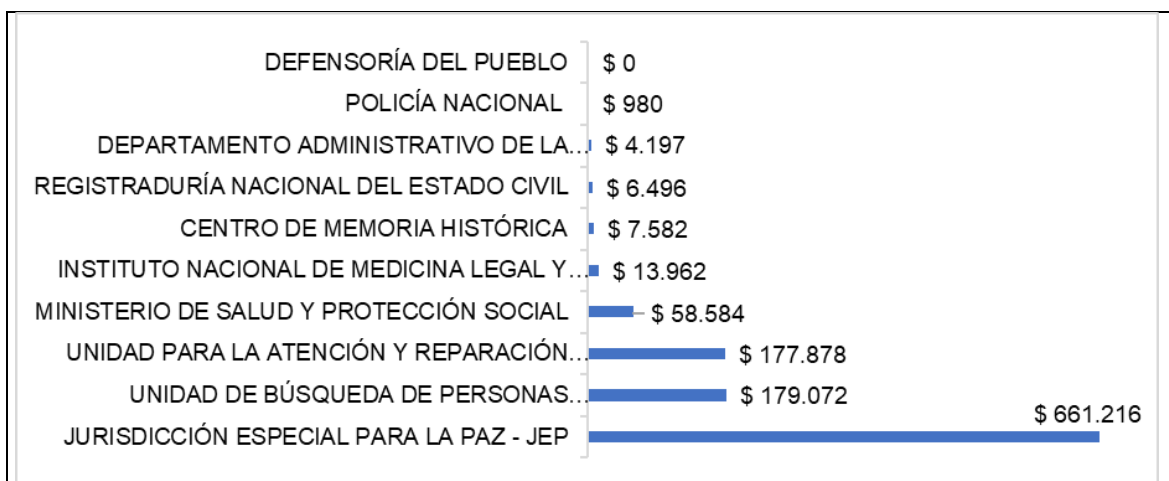 DEFENSORÍA DEL PUEBLO $ 0
POLICÍA NACIONAL $ 980
DEPARTAMENTO ADMINISTRATIVO DE LA... $ 4.197
REGISTRADURÍA NACIONAL DEL ESTADO CIVIL $ 6.496
CENTRO DE MEMORIA HISTÓRICA $ 7.582
INSTITUTO NACIONAL DE MEDICINA LEGAL Y... $ 13.962
MINISTERIO DE SALUD Y PROTECCIÓN SOCIAL $ 58.584
UNIDAD PARA LA ATENCIÓN Y REPARACIÓN... $ 177.878
UNIDAD DE BÚSQUEDA DE PERSONAS... $ 179.072
JURISDICCIÓN ESPECIAL PARA LA PAZ - JEP $ 661.216